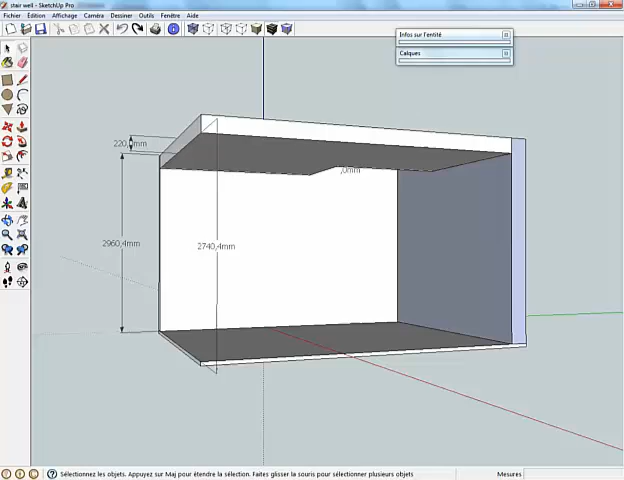 stair well - SketchUp Pro
Fichier Édition Affichage Caméra Dessiner Outils Fenêtre Aide
Infos sur l'entité
Calques
220,0mm
,0mm
2960,4mm
2740,4mm
Sélectionnez les objets. Appuyez sur Maj pour étendre la sélection. Faites glisser la souris pour sélectionner plusieurs objets
Mesures